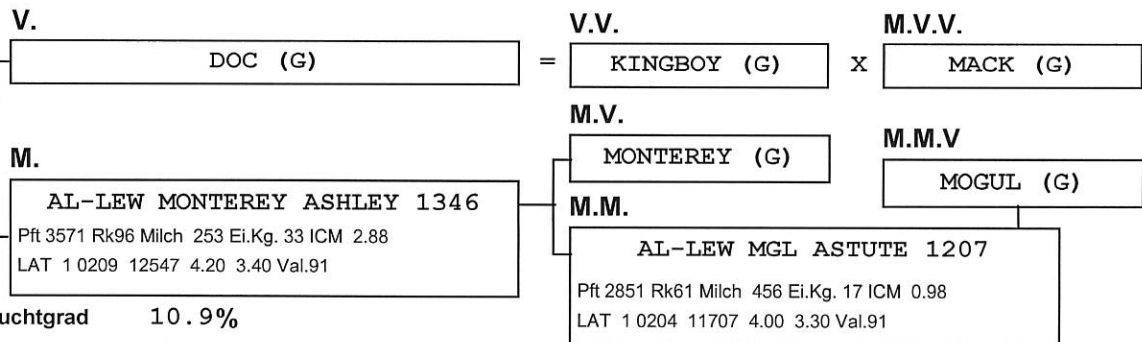 V.
DOC (G)
=
V.V.
KINGBOY (G)
X
M.V.V.
MACK (G)
M.
AL-LEW MONTEREY ASHLEY 1346
Pft 3571 Rk96 Milch 253 Ei.Kg. 33 ICM 2.88
LAT 1 0209 12547 4.20 3.40 Val.91
M.V.
MONTEREY (G)
M.M.V
MOGUL (G)
M.M.
AL-LEW MGL ASTUTE 1207
Pft 2851 Rk61 Milch 456 Ei.Kg. 17 ICM 0.98
LAT 1 0204 11707 4.00 3.30 Val.91
uchtgrad 10.9%